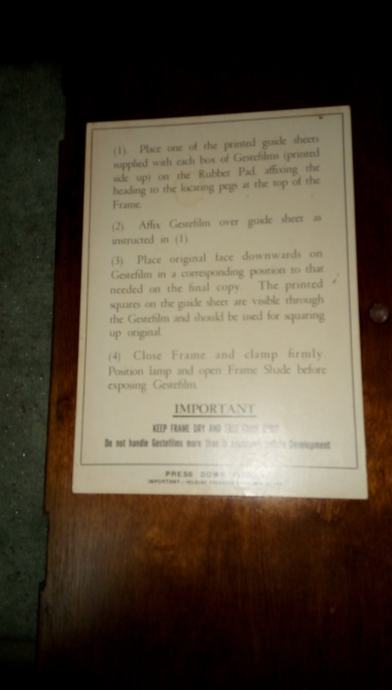 (1) Place one of the printed guide sheets
supplied with each box of Gestefilms (printed
side up) on the Rubber Pad, affixing the
heading to the locating pegs at the top of the
Frame.
(2) Affix Gestefilm over guide sheet as
instructed in (1)
(3) Place original face downwards on
Gestefilm in a corresponding position to that
needed on the final copy. The printed
squares on the guide sheet are visible through
the Gestefilm and should be used for squaring
up original.
(4) Close Frame and clamp firmly.
Position lamp and open Frame Shade before
exposing Gestefilm.
IMPORTANT
KEEP FRAME DRY AND
Do not handle Gestefilms more than is before Development
PRESS DOWN
IMPORTANT